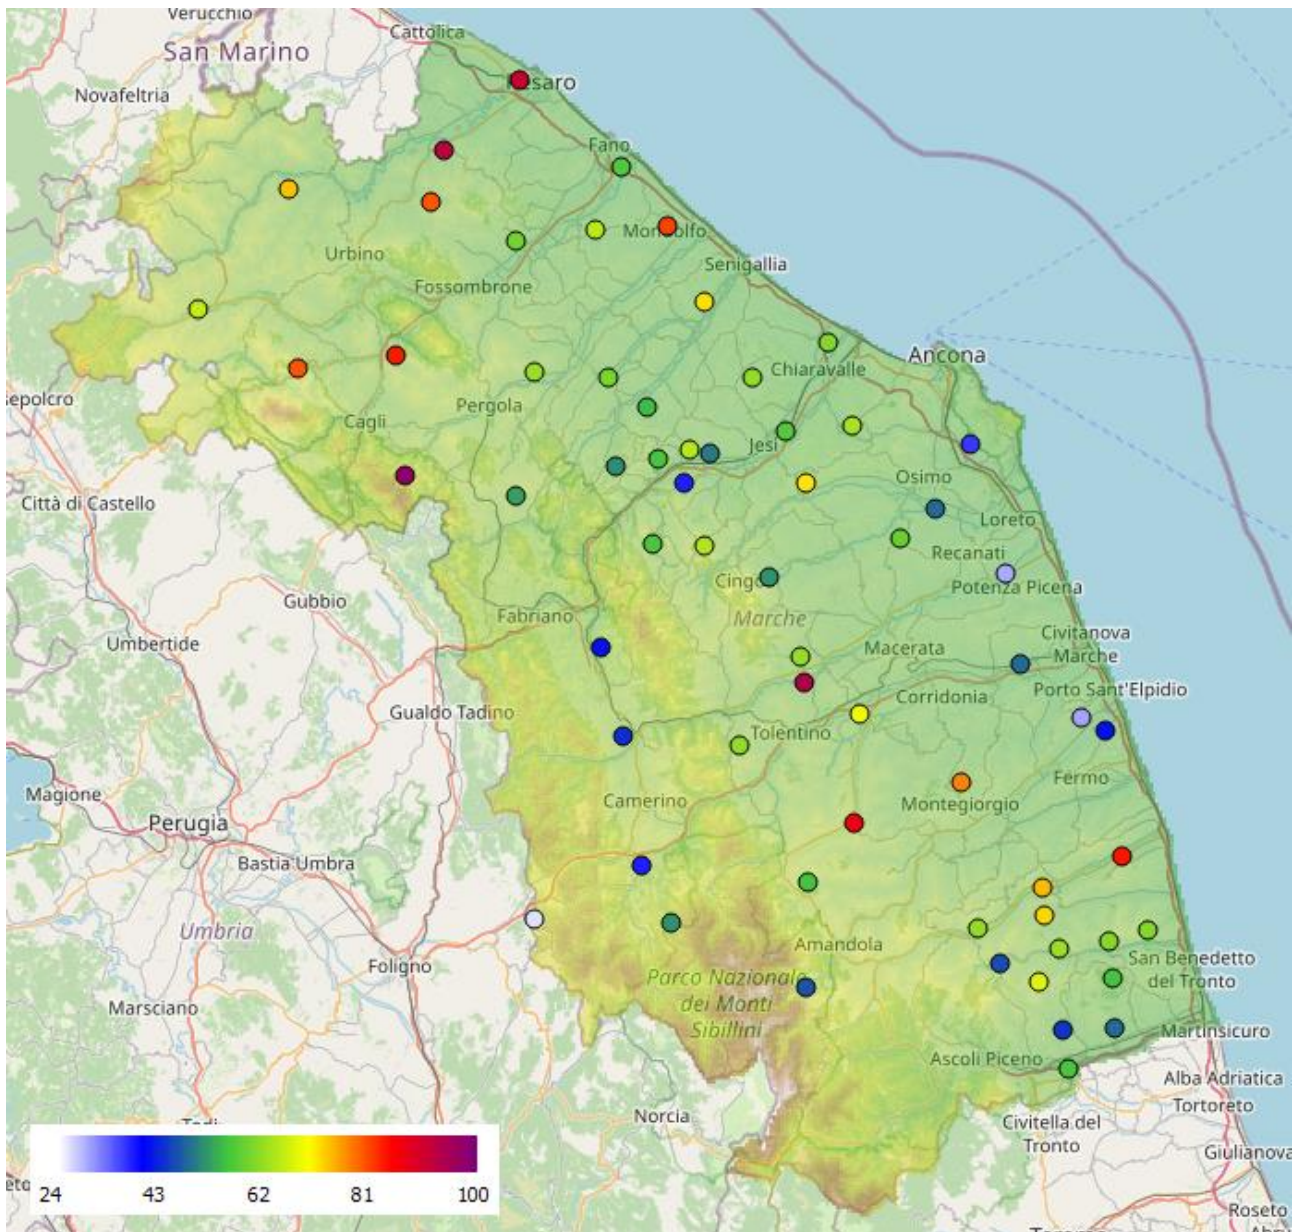 Verucchio
Cattolica
San Marino
Novafeltria
Fano
Urbino
Senigallia
Fossombrone
Ancona
Chiaravalle
Pergola
Cagli
Jesi
Osimo
Città di Castello
Loreto
Recanati
Potenza Picena
Gubbio
Marche
Fabriano
Umbertide
Civitanova
Marche
Macerata
Porto Sant'Elpidio
Corridonia
Gualdo Tadino
Tolentino
Fermo
Magione
Camerino
Montegiorgio
Perugia
Bastia Umbra
Umbria
Amandola
Foligno
San Benedetto
del Tronto
Parco Nazionale
dei Monti
Sibillini
Marsciano
Martinsicuro
Ascoli Piceno
Alba Adriatica
Tortoreto
Norcia
Civitella del
Tronto
Giulianova
24 43 62 81 100
Roseto